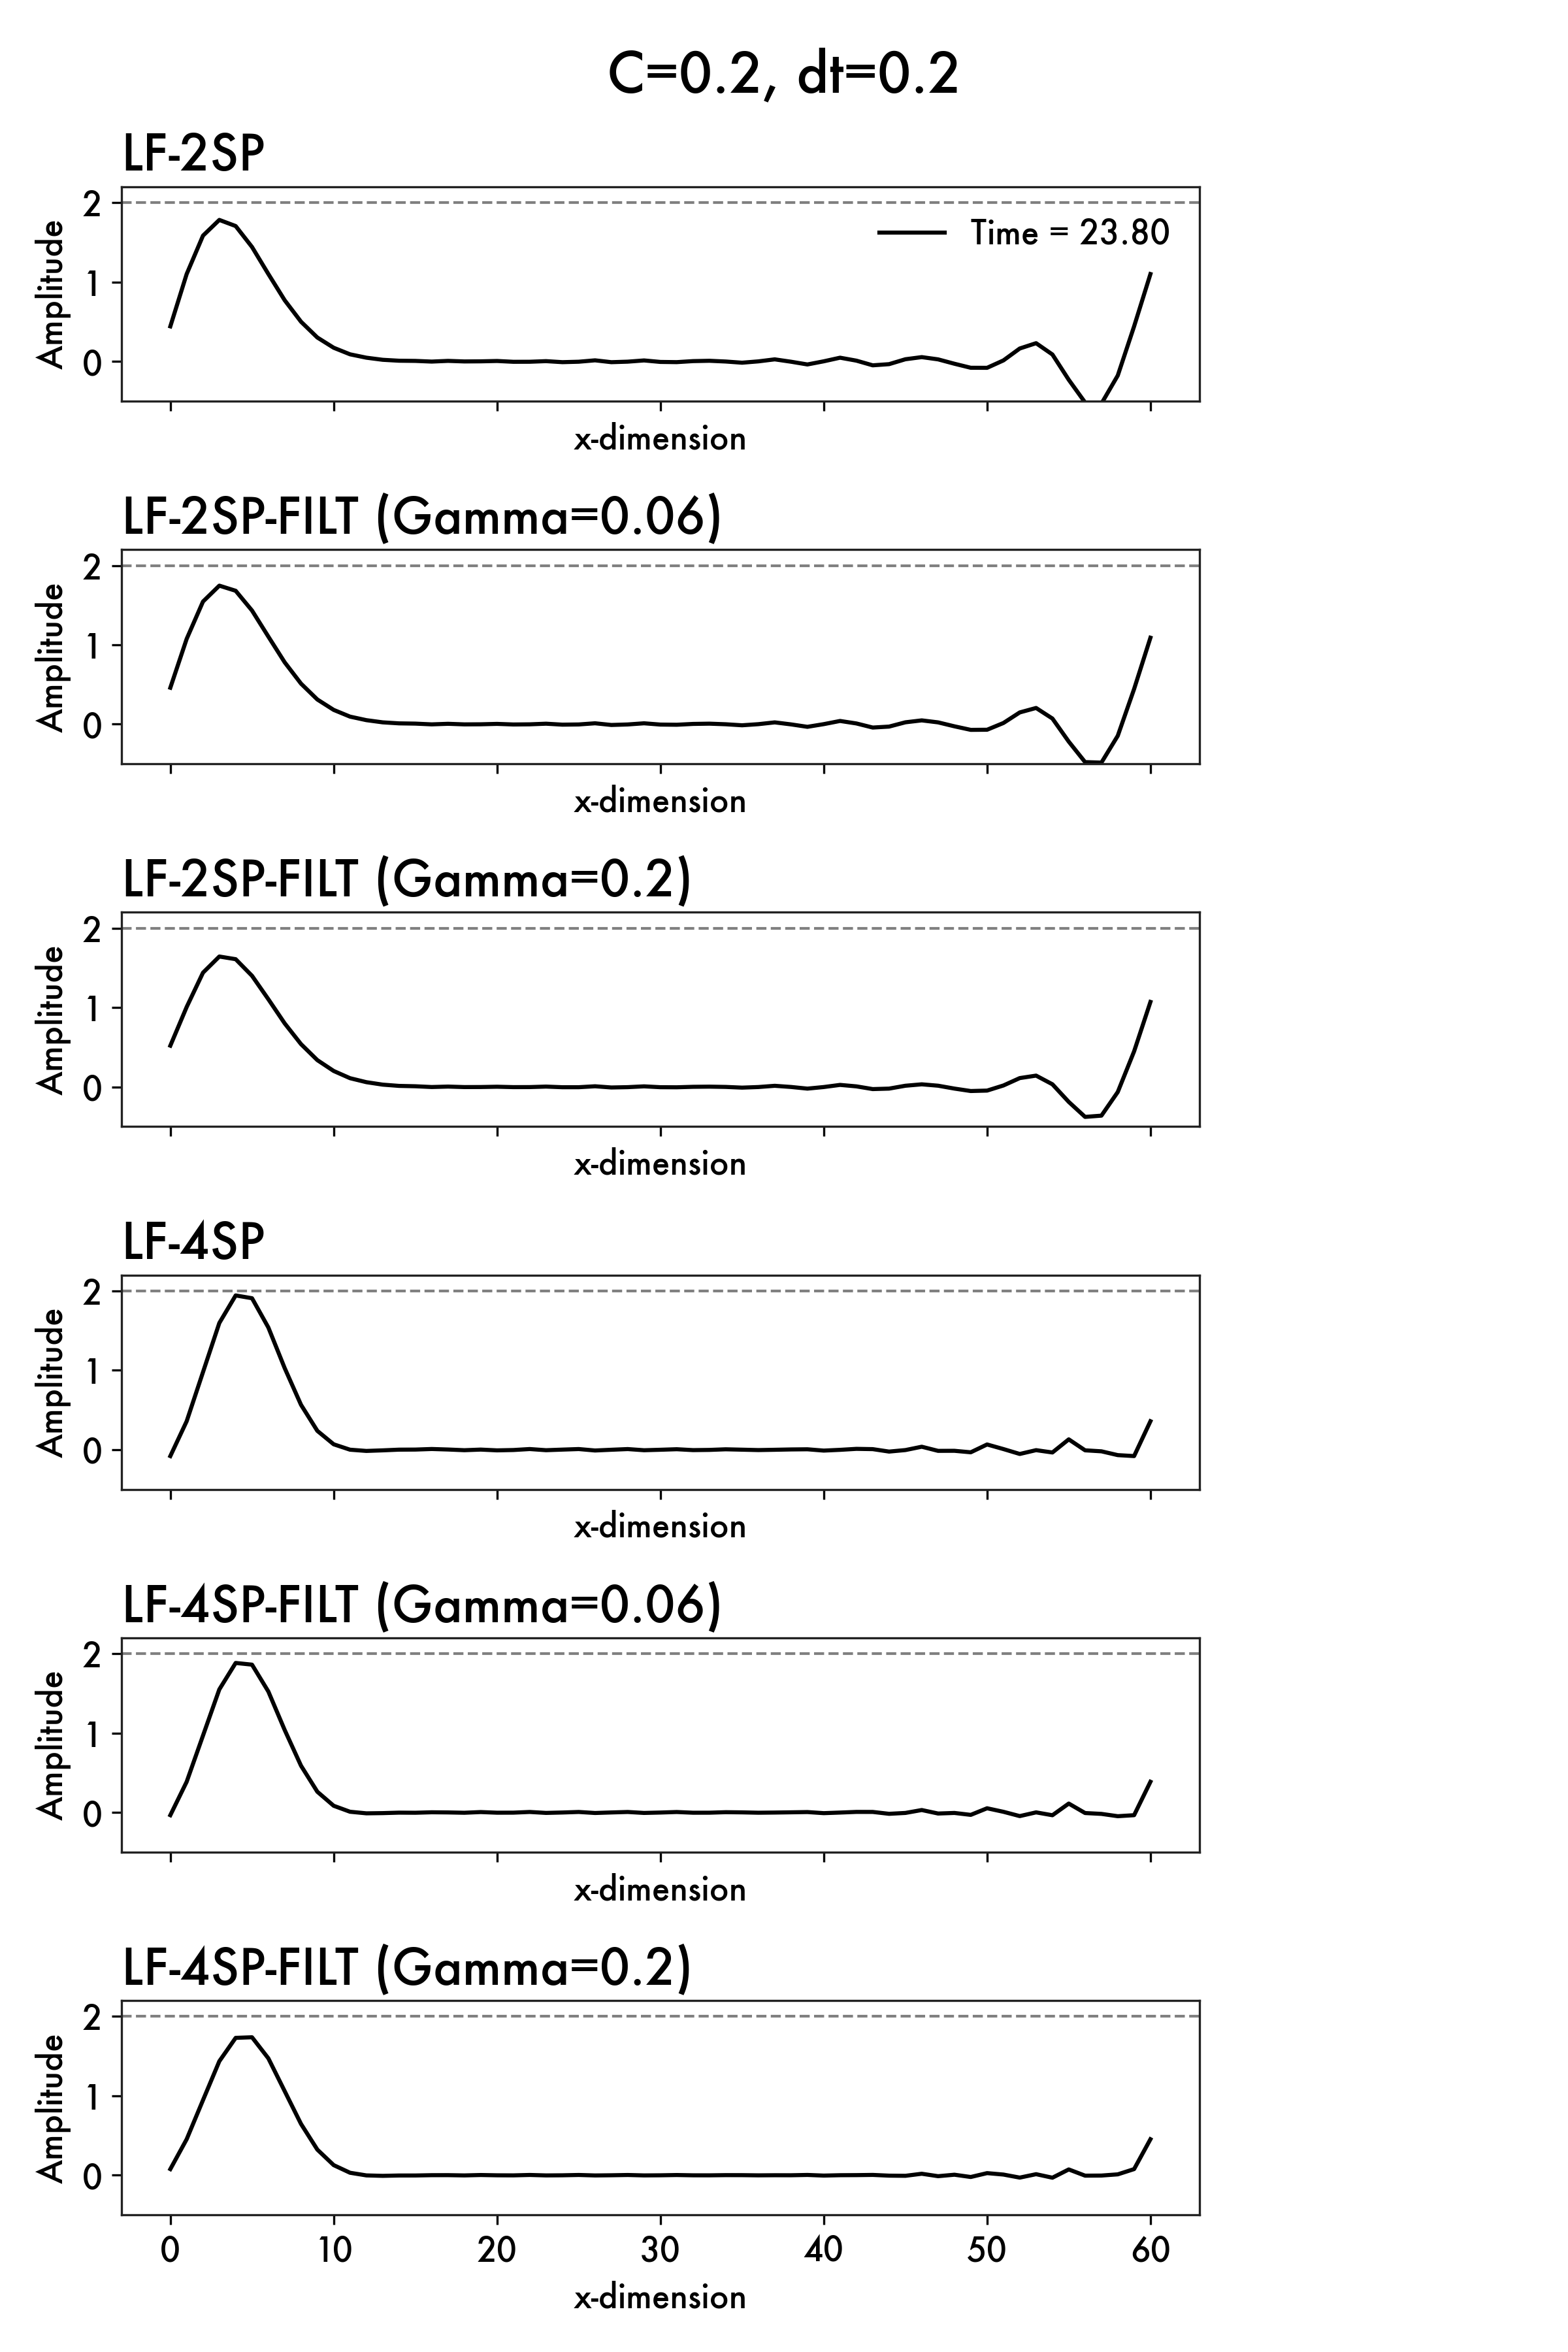 C=0.2, dt=0.2
LF-2SP
2
Time = 23.80
1
0
Amplitude
x-dimension
LF-2SP-FILT (Gamma=0.06)
2
1
0
Amplitude
x-dimension
LF-2SP-FILT (Gamma=0.2)
2
1
0
Amplitude
x-dimension
LF-4SP
2
1
0
Amplitude
x-dimension
LF-4SP-FILT (Gamma=0.06)
2
1
0
Amplitude
x-dimension
LF-4SP-FILT (Gamma=0.2)
2
1
0
Amplitude
0 10 20 30 40 50 60
x-dimension